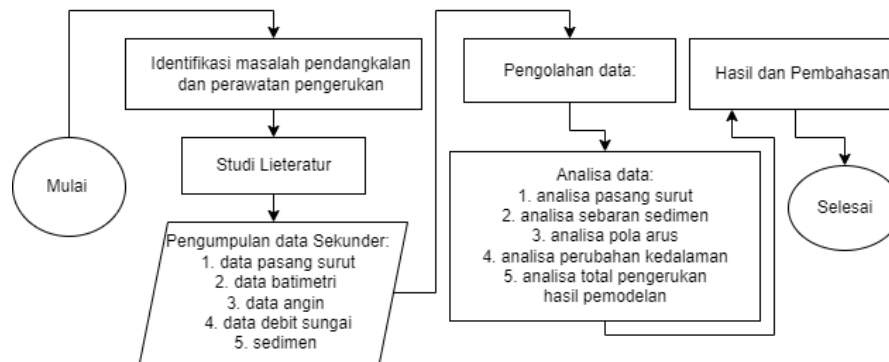 Mulai
Identifikasi masalah pendangkalan
dan perawatan pengerukan
Studi Lieteratur
Pengumpulan data Sekunder:
1. data pasang surut
2. data batimetri
3. data angin
4. data debit sungai
5. sedimen
Pengolahan data:
Analisa data:
1. analisa pasang surut
2. analisa sebaran sedimen
3. analisa pola arus
4. analisa perubahan kedalaman
5. analisa total pengerukan
hasil pemodelan
Hasil dan Pembahasan
Selesai